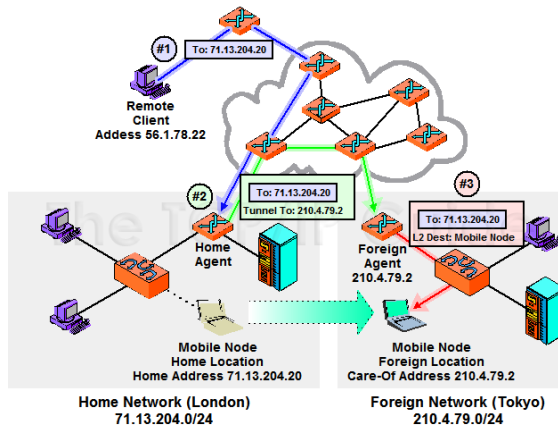 #1
To: 71.13.204.20
Remote
Client
Addess 56.1.78.22
#2
To: 71.13.204.20
Tunnel To: 210.4.79.2
#3
To: 71.13.204.20
L2 Dest: Mobile Node
Home
Agent
Foreign
Agent
210.4.79.2
Mobile Node
Home Location
Home Address 71.13.204.20
Mobile Node
Foreign Location
Care-Of Address 210.4.79.2
Home Network (London)
71.13.204.0/24
Foreign Network (Tokyo)
210.4.79.0/24